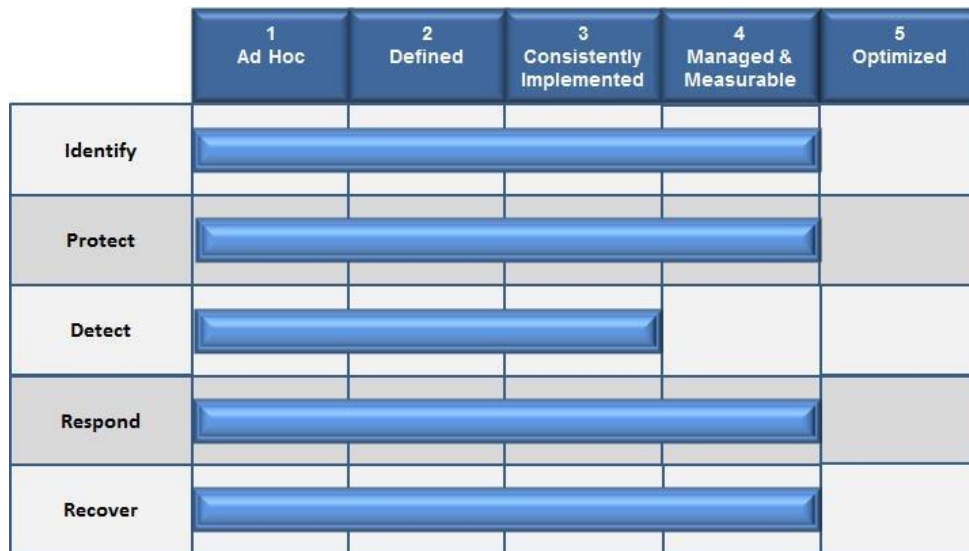 1
Ad Hoc
2
Defined
3
Consistently
Implemented
4
Managed &
Measurable
5
Optimized
Identify
Protect
Detect
Respond
Recover